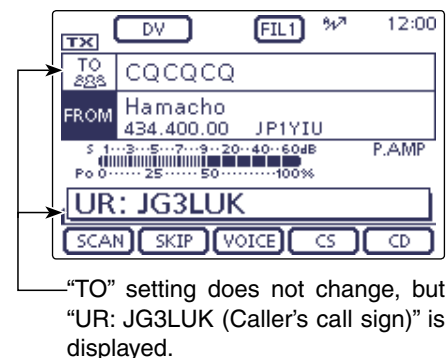 DV FIL1 12:00
TX
TO CQCQCQ
FROM Hamacho
434.400.00 JP1YIU
S 1···3···5···7···9··20··40··60dB P.AMP
Po 0······25······50···········100%
UR: JG3LUK
SCAN SKIP VOICE CS CD
“TO” setting does not change, but
“UR: JG3LUK (Caller’s call sign)” is
displayed.